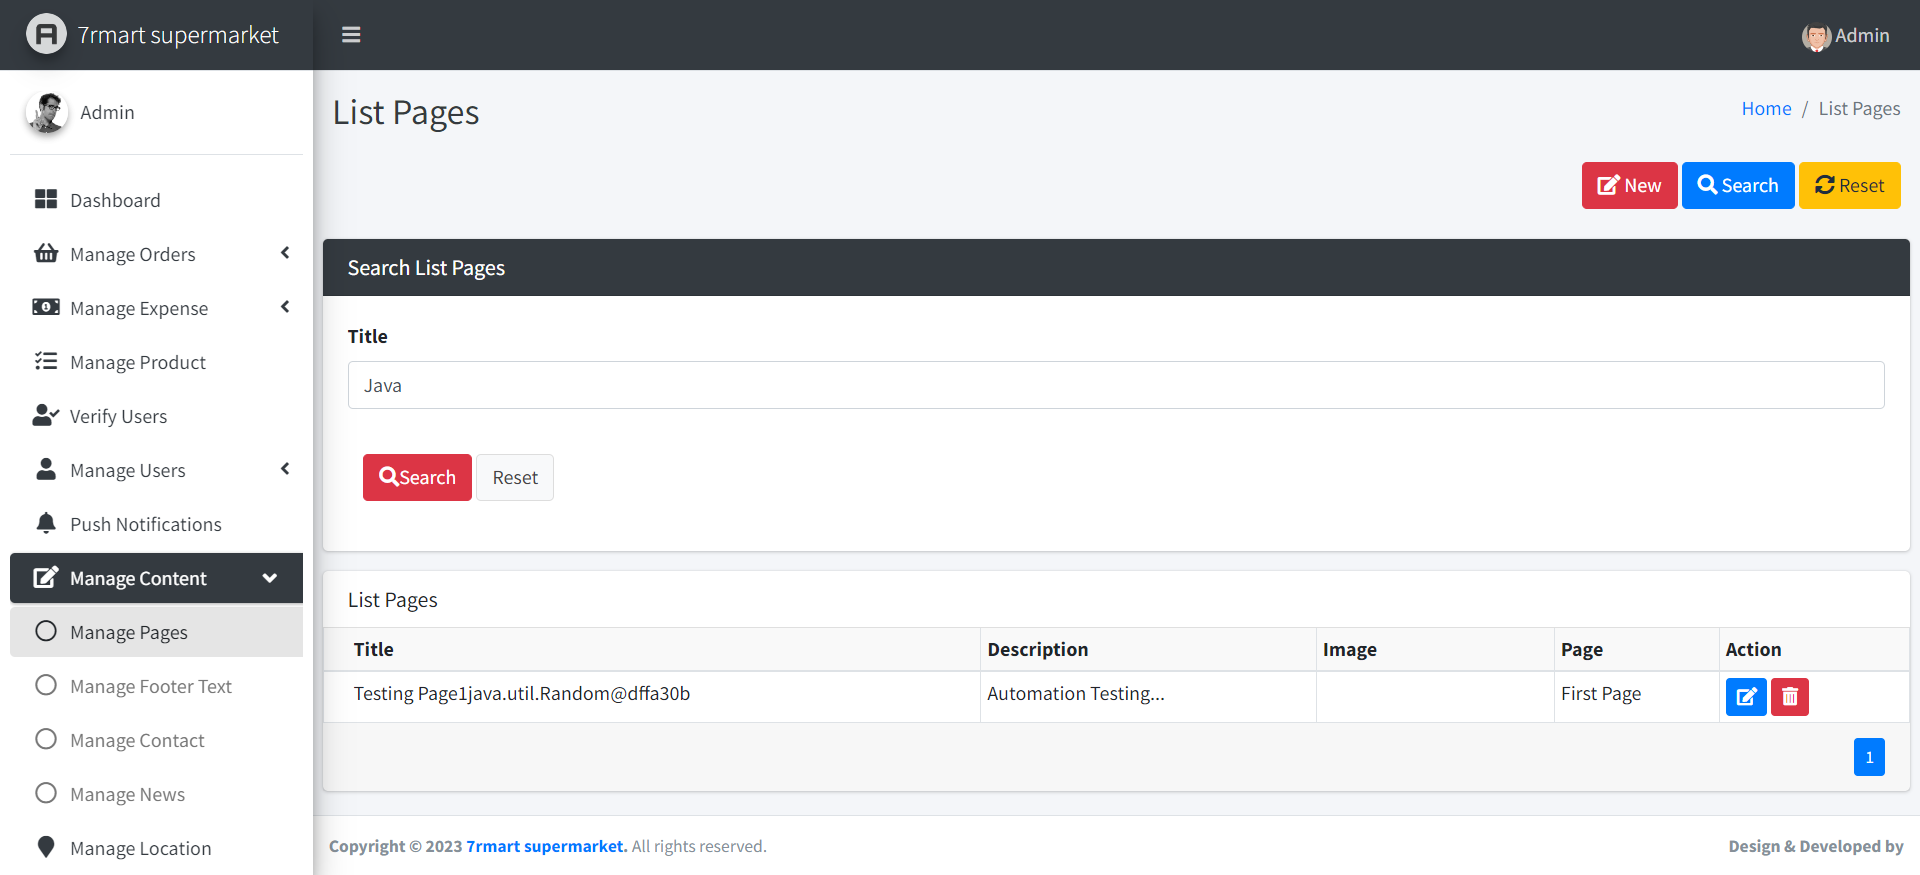 7rmart supermarket
Admin
Admin
Dashboard
Manage Orders
Manage Expense
Manage Product
Verify Users
Manage Users
Push Notifications
Manage Content
Manage Pages
Manage Footer Text
Manage Contact
Manage News
Manage Location
List Pages
Home / List Pages
New Search Reset
Search List Pages
Title
Java
Search Reset
List Pages
Title Description Image Page Action
Testing Page1java.util.Random@dffa30b Automation Testing... First Page
1
Copyright © 2023 7rmart supermarket. All rights reserved.
Design & Developed by